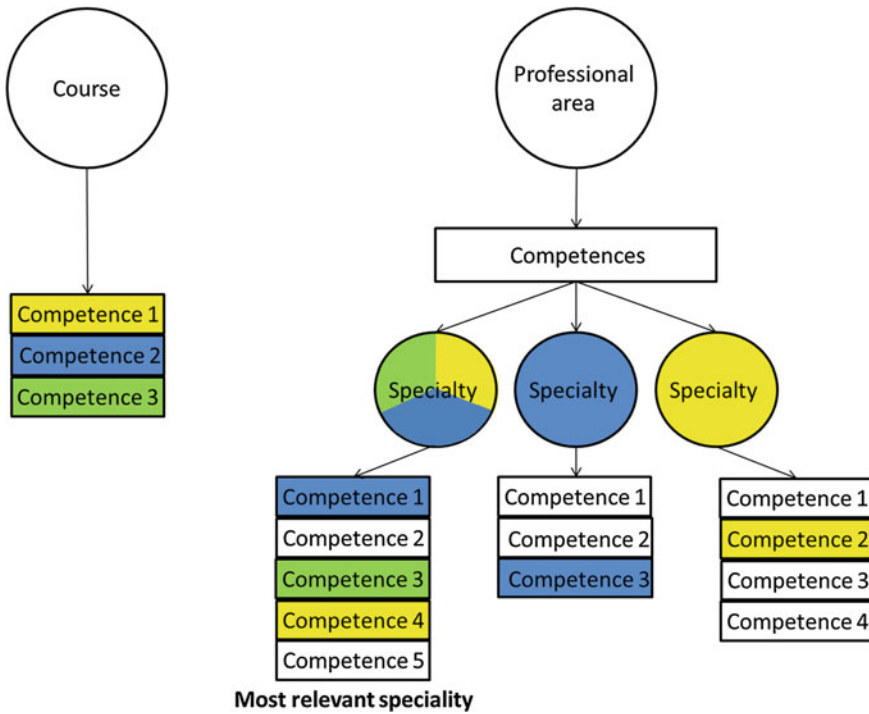 Course
Professional
area
Competences
Competence 1
Competence 2
Competence 3
Specialty
Specialty
Specialty
Competence 1
Competence 2
Competence 3
Competence 4
Competence 5
Competence 1
Competence 2
Competence 3
Competence 1
Competence 2
Competence 3
Competence 4
Most relevant speciality